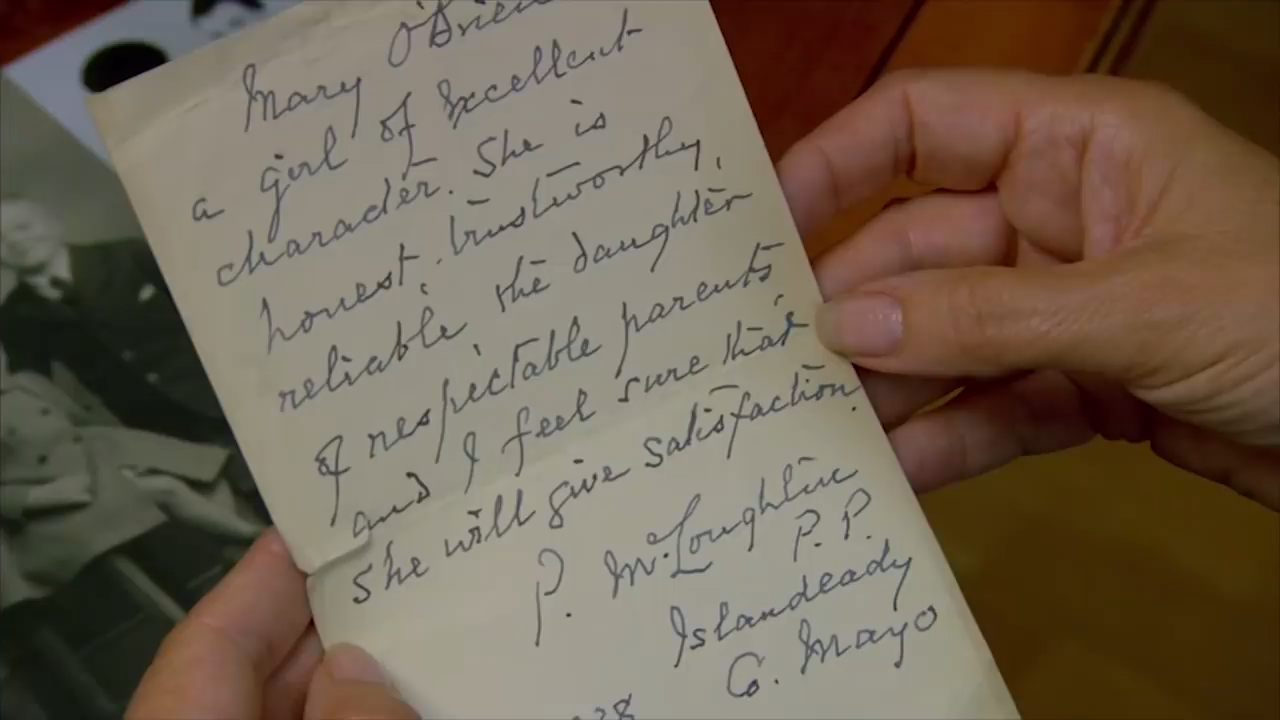 Mary O'Brien
a girl of excellent
character. She is
honest, trustworthy,
reliable, the daughter
of respectable parents
and I feel sure that
she will give satisfaction.
P. McLoughlin
P.P.
Islandeady
Co. Mayo